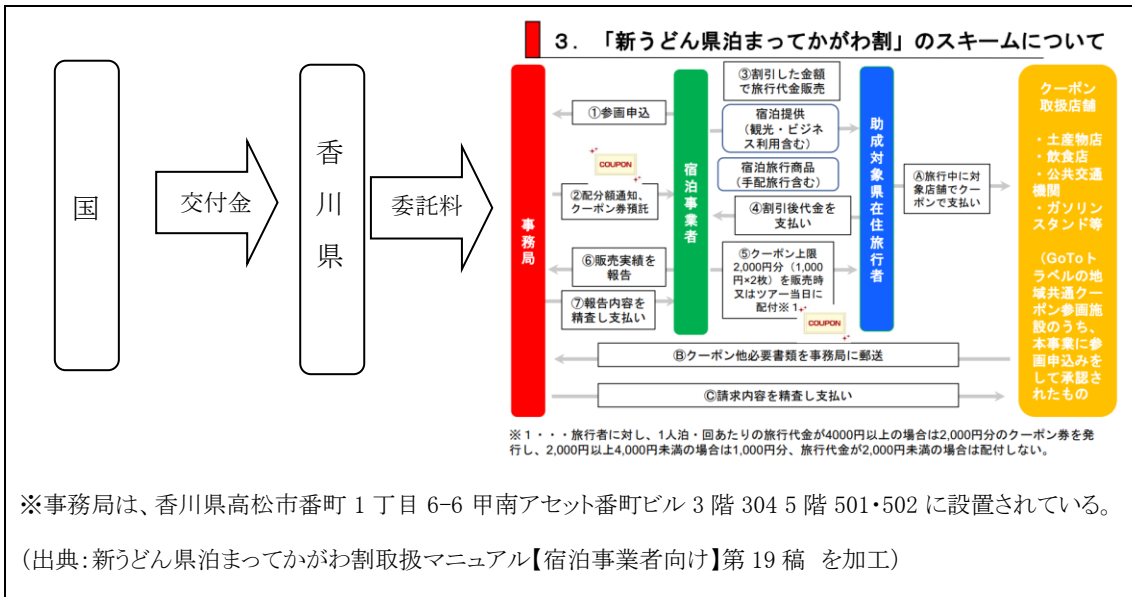 3．「新うどん県泊まってかがわ割」のスキームについて
国
交付金
香川県
委託料
事務局
①参画申込
COUPON
②配分額通知、
クーポン券預託
⑥販売実績を
報告
⑦報告内容を
精査し支払い
宿泊事業者
③割引した金額
で旅行代金販売
宿泊提供
（観光・ビジネ
ス利用含む）
宿泊旅行商品
（手配旅行含む）
④割引後代金を
支払い
⑤クーポン上限
2,000円分（1,000
円×2枚）を販売時
又はツアー当日に
配付※１
COUPON
助成対象県在住旅行者
Ⓐ旅行中に対
象店舗でクー
ポンで支払い
クーポン
取扱店舗
・土産物店
・飲食店
・公共交通
機関
・ガソリン
スタンド等
（GoToト
ラベルの地
域共通クー
ポン参画施
設のうち、
本事業に参
画申込みを
して承認さ
れたもの
Ⓑクーポン他必要書類を事務局に郵送
Ⓒ請求内容を精査し支払い
※１・・・旅行者に対し、1人泊・回あたりの旅行代金が4000円以上の場合は2,000円分のクーポン券を発
行し、2,000円以上4,000円未満の場合は1,000円分、旅行代金が2,000円未満の場合は配付しない。
※事務局は、香川県高松市番町 1 丁目 6-6 甲南アセット番町ビル 3 階 304 5 階 501・502 に設置されている。
（出典：新うどん県泊まってかがわ割取扱マニュアル【宿泊事業者向け】第 19 稿 を加工）